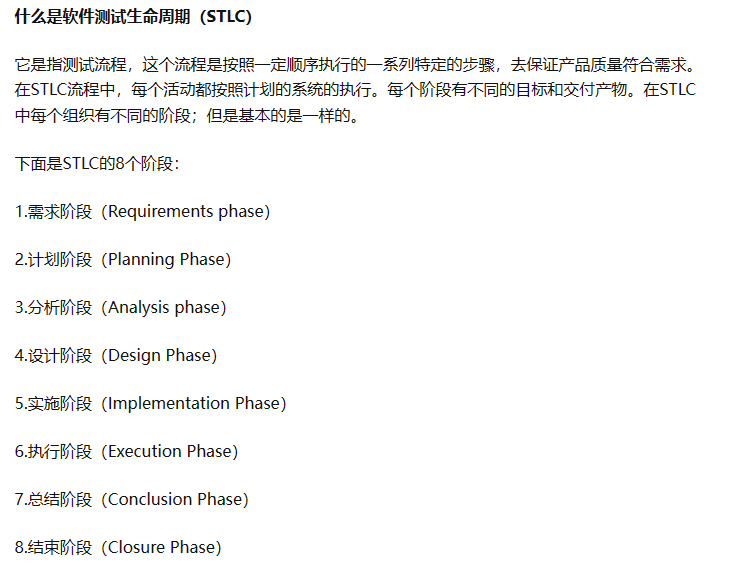 什么是软件测试生命周期（STLC）
它是指测试流程，这个流程是按照一定顺序执行的一系列特定的步骤，去保证产品质量符合需求。
在STLC流程中，每个活动都按照计划的系统的执行。每个阶段有不同的目标和交付产物。在STLC
中每个组织有不同的阶段；但是基本的是一样的。
下面是STLC的8个阶段：
1.需求阶段（Requirements phase）
2.计划阶段（Planning Phase）
3.分析阶段（Analysis phase）
4.设计阶段（Design Phase）
5.实施阶段（Implementation Phase）
6.执行阶段（Execution Phase）
7.总结阶段（Conclusion Phase）
8.结束阶段（Closure Phase）